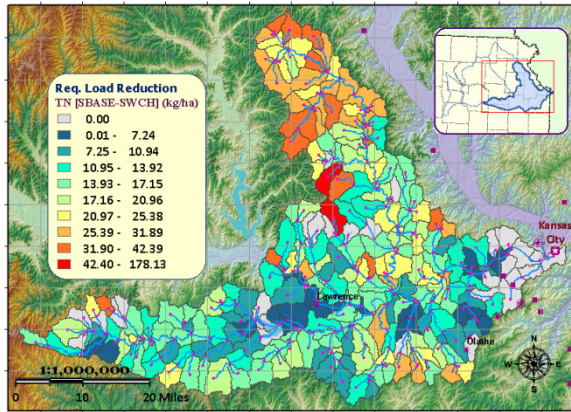 Req. Load Reduction
TN [SBASE-SWCH] (kg/ha)
0.00
0.01 - 7.24
7.25 - 10.94
10.95 - 13.92
13.93 - 17.15
17.16 - 20.96
20.97 - 25.38
25.39 - 31.89
31.90 - 42.39
42.40 - 178.13
Kansas
City
Lawrence
Olathe
N
W
E
S
1:1,000,000
0
10
20 Miles